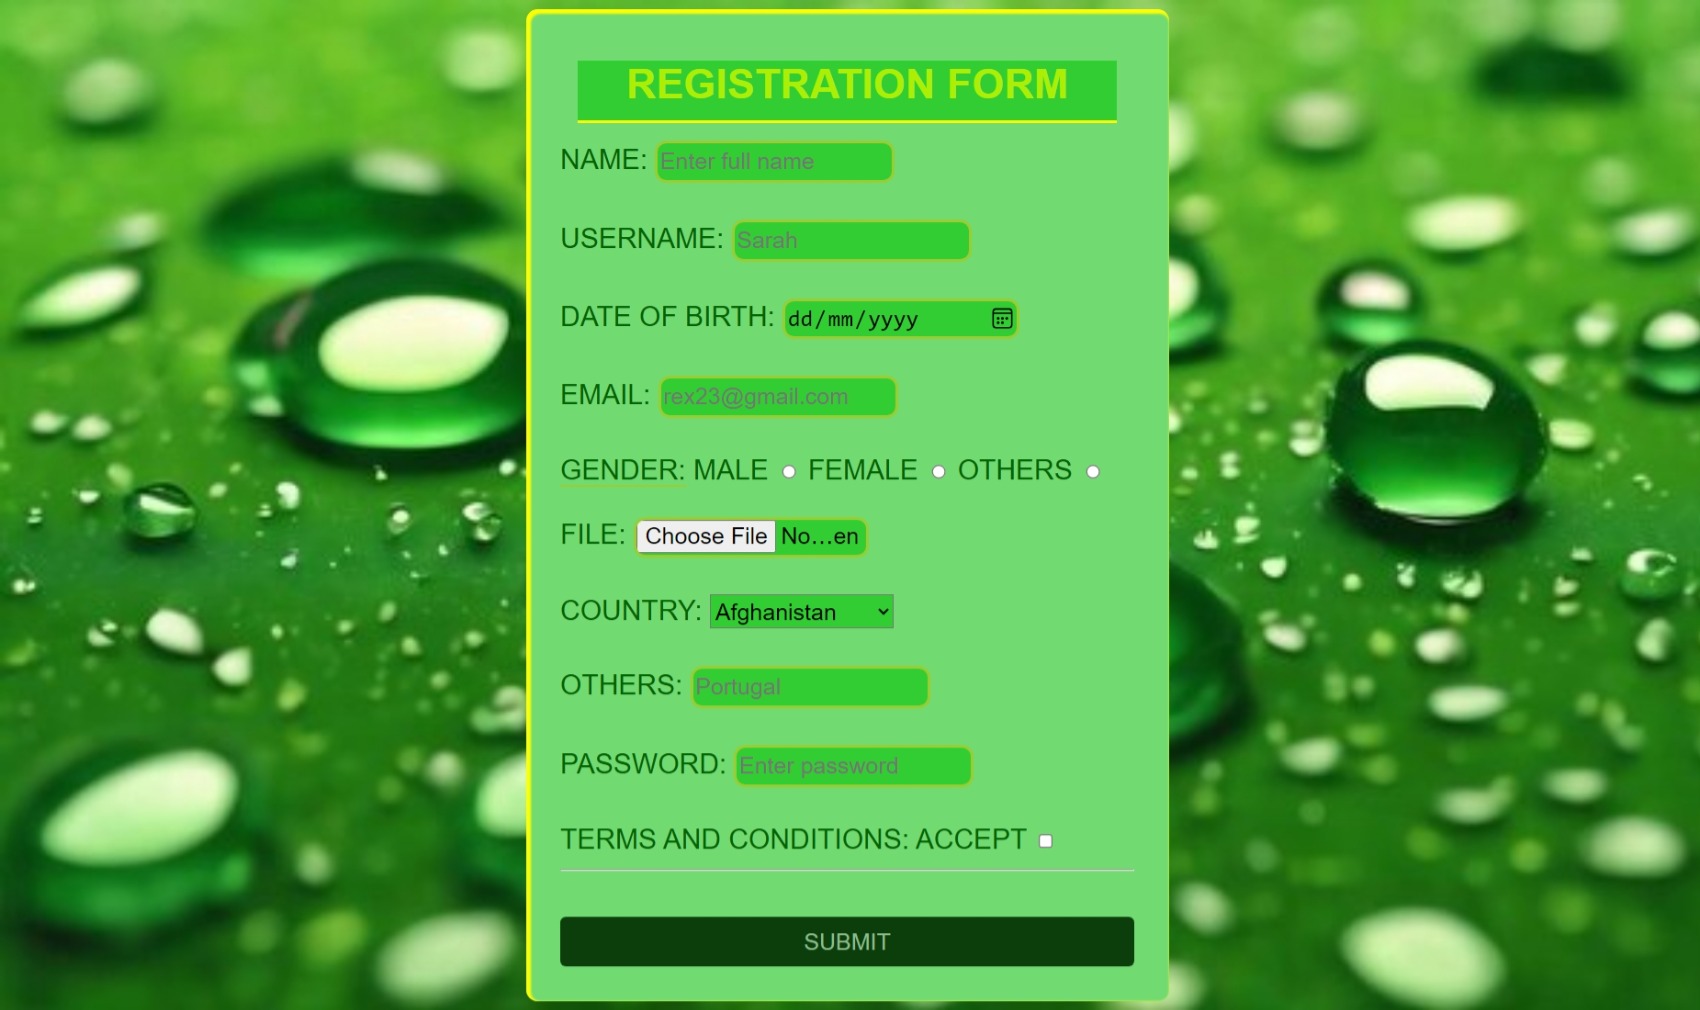 REGISTRATION FORM
NAME: Enter full name
USERNAME: Sarah
DATE OF BIRTH: dd/mm/yyyy
EMAIL: rex23@gmail.com
GENDER: MALE FEMALE OTHERS
FILE: Choose File No...en
COUNTRY: Afghanistan
OTHERS: Portugal
PASSWORD: Enter password
TERMS AND CONDITIONS: ACCEPT
SUBMIT